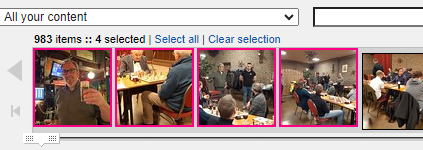 All your content
983 items :: 4 selected | Select all | Clear selection